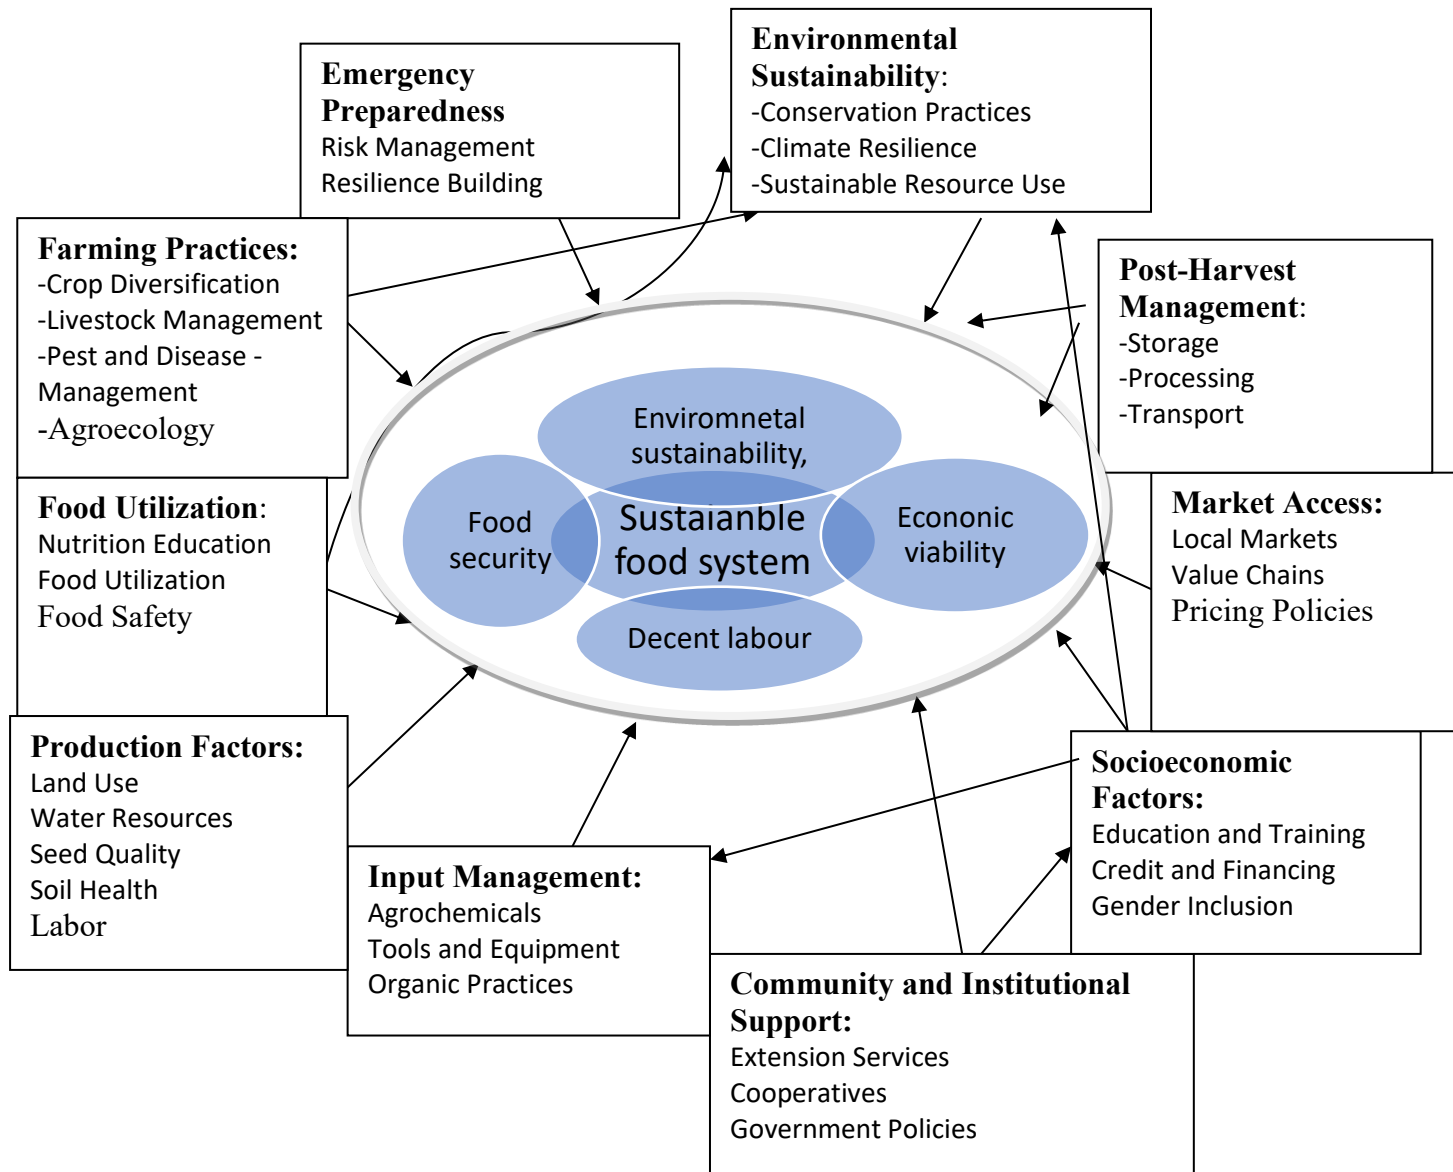 Emergency
Preparedness
Risk Management
Resilience Building
Environmental
Sustainability:
-Conservation Practices
-Climate Resilience
-Sustainable Resource Use
Farming Practices:
-Crop Diversification
-Livestock Management
-Pest and Disease -
Management
-Agroecology
Post-Harvest
Management:
-Storage
-Processing
-Transport
Enviromnetal
sustainability,
Food
security
Sustaianble
food system
Econonic
viability
Decent labour
Food Utilization:
Nutrition Education
Food Utilization
Food Safety
Market Access:
Local Markets
Value Chains
Pricing Policies
Production Factors:
Land Use
Water Resources
Seed Quality
Soil Health
Labor
Input Management:
Agrochemicals
Tools and Equipment
Organic Practices
Socioeconomic
Factors:
Education and Training
Credit and Financing
Gender Inclusion
Community and Institutional
Support:
Extension Services
Cooperatives
Government Policies